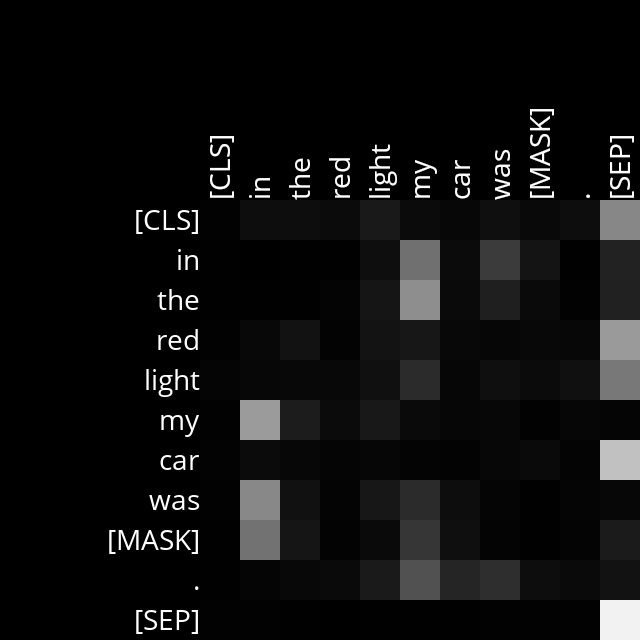 [CLS] in the red light my car was [MASK] . [SEP]
[CLS]
in
the
red
light
my
car
was
[MASK]
.
[SEP]